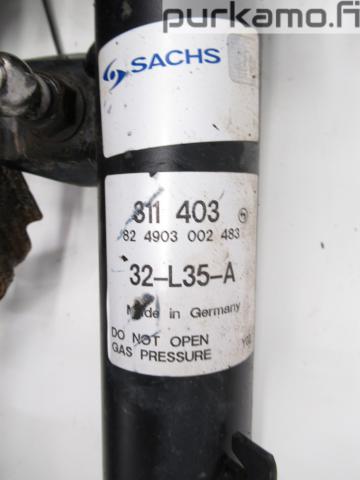 purkamo.fi
SACHS
811 403
82 4903 002 483
32-L35-A
Made in Germany
DO NOT OPEN
GAS PRESSURE